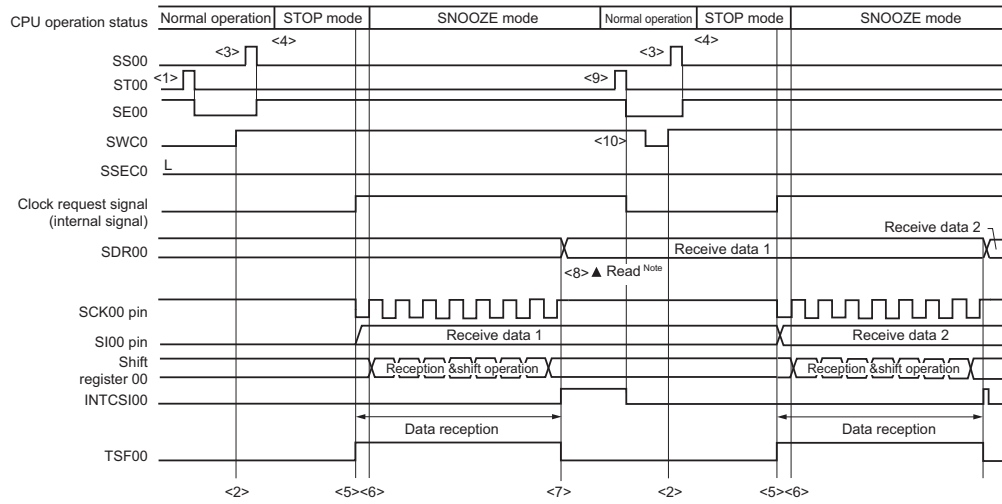 CPU operation status Normal operation STOP mode SNOOZE mode Normal operation STOP mode SNOOZE mode
<3> <4> <3> <4>
SS00
<1> <9>
ST00
SE00
SWC0 <10>
SSEC0 L
Clock request signal
(internal signal)
Receive data 2
SDR00 Receive data 1
<8> ▲ Read Note
SCK00 pin
SI00 pin Receive data 1 Receive data 2
Shift
register 00 Reception &shift operation Reception &shift operation
INTCSI00
Data reception Data reception
TSF00
<2> <5><6> <7> <2> <5><6>